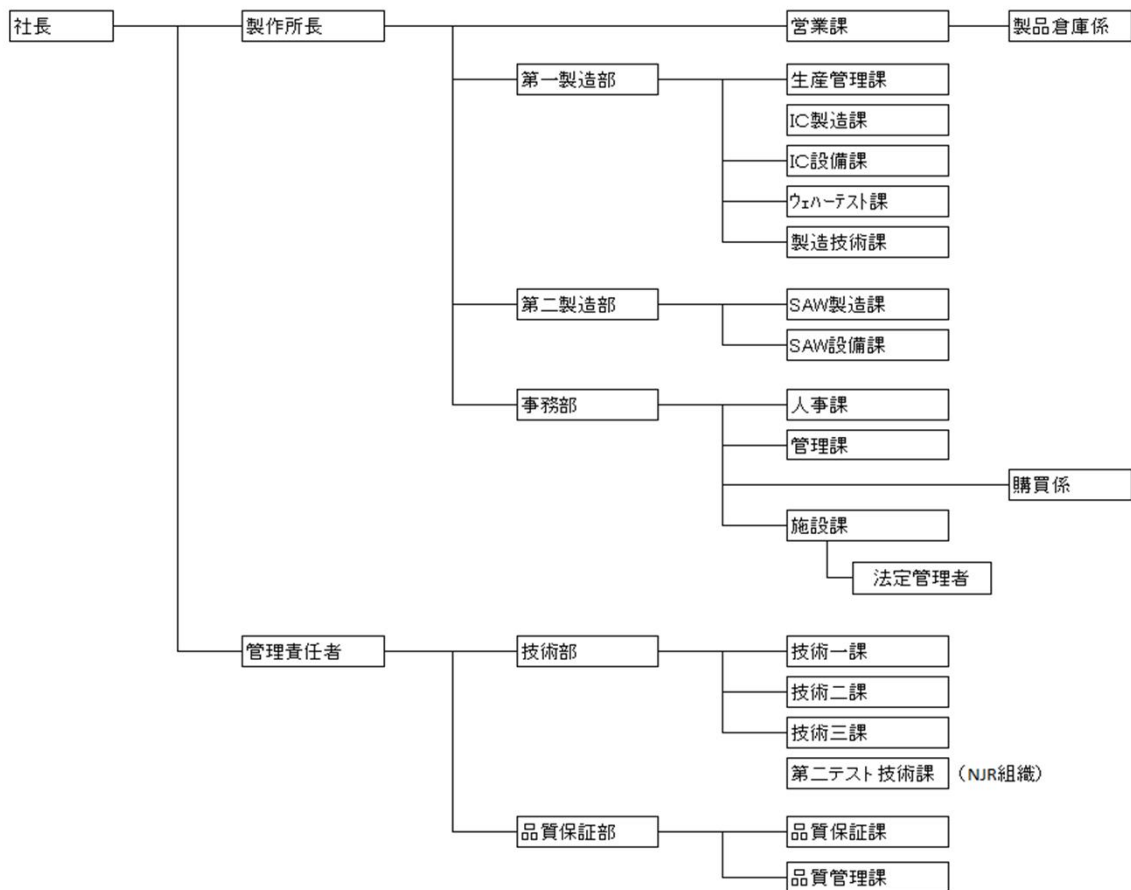 社長 製作所長 営業課 製品倉庫係
第一製造部 生産管理課
IC製造課
IC設備課
ウェハーテスト課
製造技術課
第二製造部 SAW製造課
SAW設備課
事務部 人事課
管理課
購買係
施設課
法定管理者
管理責任者 技術部 技術一課
技術二課
技術三課
第二テスト技術課 (NJR組織)
品質保証部 品質保証課
品質管理課